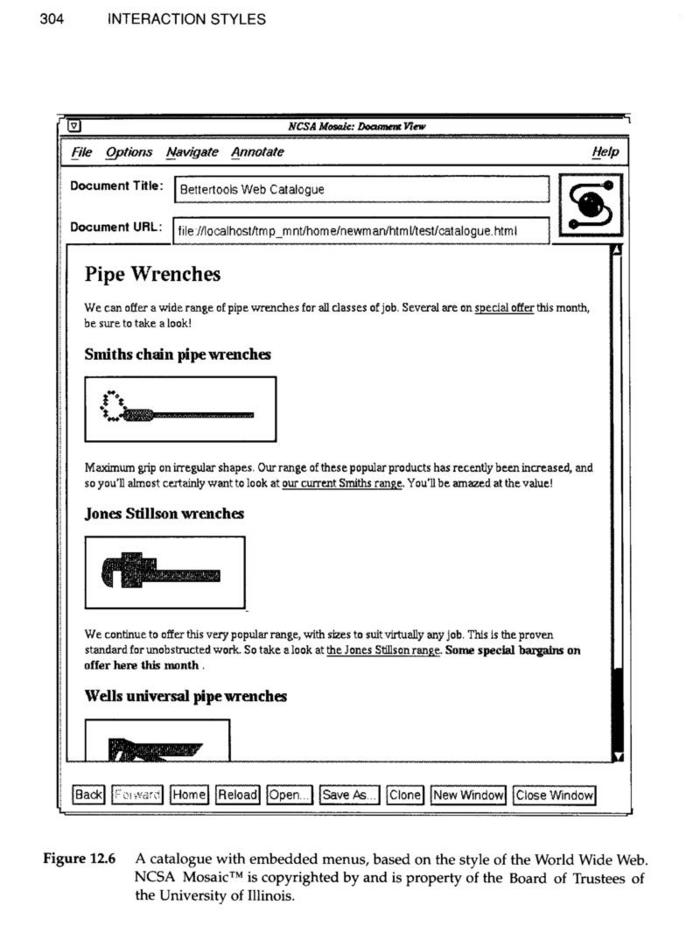 304 INTERACTION STYLES
NCSA Mosaic: Document View
File Options Navigate Annotate Help
Document Title: Bettertools Web Catalogue
Document URL: file://localhost/tmp_mnt/home/newman/html/test/catalogue.html
Pipe Wrenches
We can offer a wide range of pipe wrenches for all classes of job. Several are on special offer this month,
be sure to take a look!
Smiths chain pipe wrenches
Maximum grip on irregular shapes. Our range of these popular products has recently been increased, and
so you'll almost certainly want to look at our current Smiths range. You'll be amazed at the value!
Jones Stillson wrenches
We continue to offer this very popular range, with sizes to suit virtually any job. This is the proven
standard for unobstructed work. So take a look at the Jones Stillson range. Some special bargains on
offer here this month .
Wells universal pipe wrenches
Back Forward Home Reload Open... Save As... Clone New Window Close Window
Figure 12.6 A catalogue with embedded menus, based on the style of the World Wide Web.
NCSA Mosaic™ is copyrighted by and is property of the Board of Trustees of
the University of Illinois.